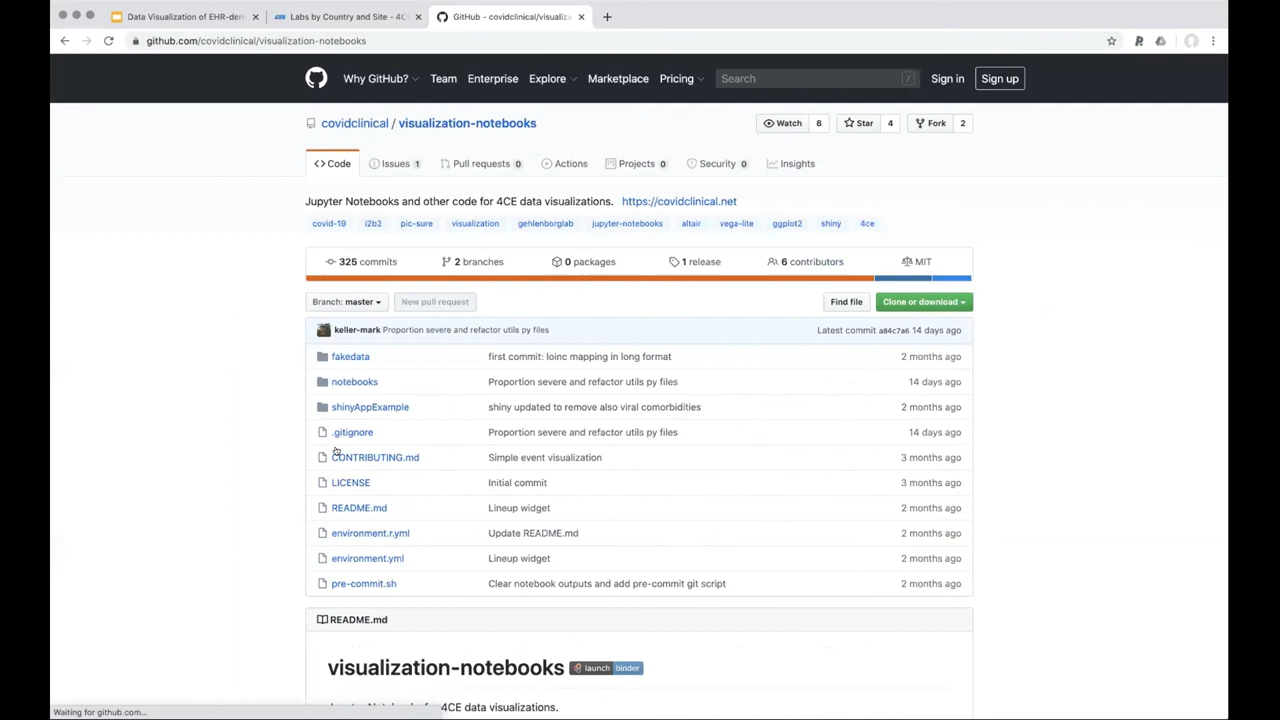 Data Visualization of EHR-deri
Labs by Country and Site - 4C
GitHub - covidclinical/visualiz
github.com/covidclinical/visualization-notebooks
Why GitHub? Team Enterprise Explore Marketplace Pricing Search / Sign in Sign up
covidclinical / visualization-notebooks Watch 8 Star 4 Fork 2
Code Issues 1 Pull requests 0 Actions Projects 0 Security 0 Insights
Jupyter Notebooks and other code for 4CE data visualizations. https://covidclinical.net
covid-19 i2b2 pic-sure visualization gehlenborglab jupyter-notebooks altair vega-lite ggplot2 shiny 4ce
325 commits 2 branches 0 packages 1 release 6 contributors MIT
Branch: master New pull request Find file Clone or download
keller-mark Proportion severe and refactor utils py files Latest commit a84c7a6 14 days ago
fakedata first commit: loinc mapping in long format 2 months ago
notebooks Proportion severe and refactor utils py files 14 days ago
shinyAppExample shiny updated to remove also viral comorbidities 2 months ago
.gitignore Proportion severe and refactor utils py files 14 days ago
CONTRIBUTING.md Simple event visualization 3 months ago
LICENSE Initial commit 3 months ago
README.md Lineup widget 2 months ago
environment.r.yml Update README.md 2 months ago
environment.yml Lineup widget 2 months ago
pre-commit.sh Clear notebook outputs and add pre-commit git script 2 months ago
README.md
visualization-notebooks launch binder
4CE data visualizations.
Waiting for github.com...